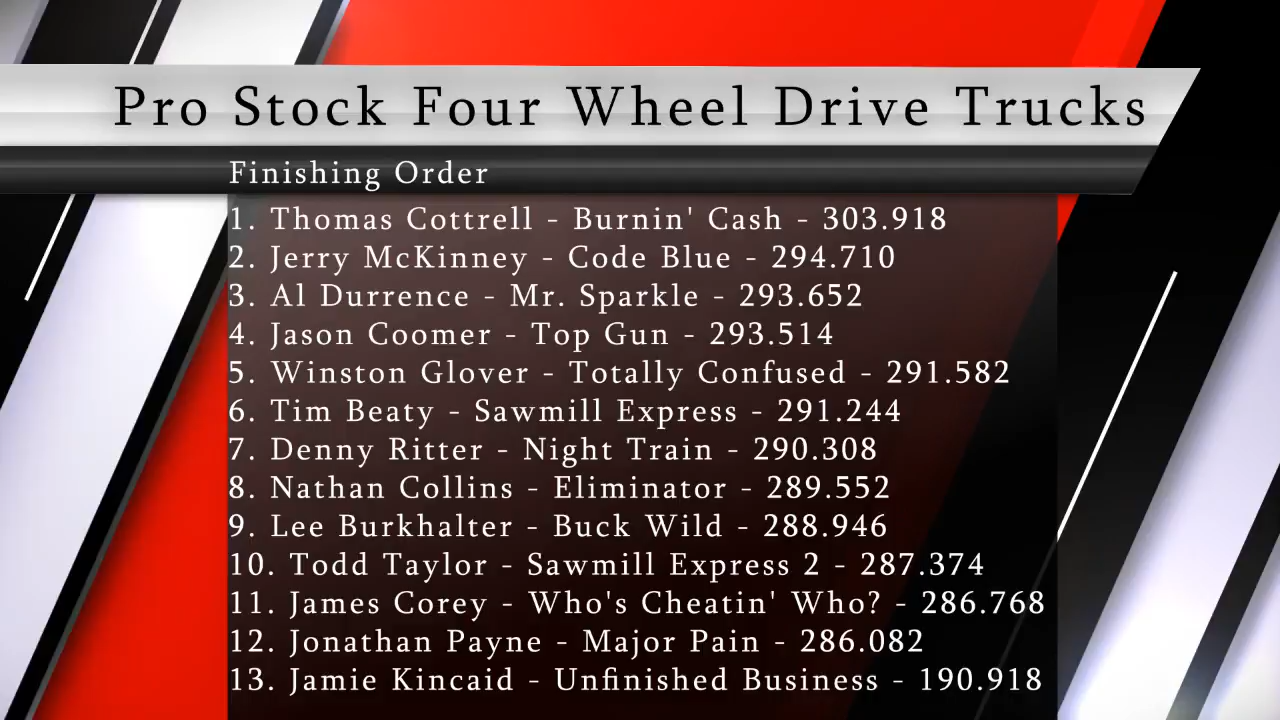 Pro Stock Four Wheel Drive Trucks
Finishing Order
1. Thomas Cottrell - Burnin' Cash - 303.918
2. Jerry McKinney - Code Blue - 294.710
3. Al Durrence - Mr. Sparkle - 293.652
4. Jason Coomer - Top Gun - 293.514
5. Winston Glover - Totally Confused - 291.582
6. Tim Beaty - Sawmill Express - 291.244
7. Denny Ritter - Night Train - 290.308
8. Nathan Collins - Eliminator - 289.552
9. Lee Burkhalter - Buck Wild - 288.946
10. Todd Taylor - Sawmill Express 2 - 287.374
11. James Corey - Who's Cheatin' Who? - 286.768
12. Jonathan Payne - Major Pain - 286.082
13. Jamie Kincaid - Unfinished Business - 190.918